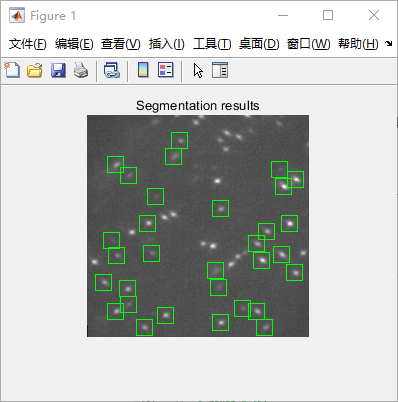 Figure 1
文件(F) 编辑(E) 查看(V) 插入(I) 工具(T) 桌面(D) 窗口(W) 帮助(H)
Segmentation results